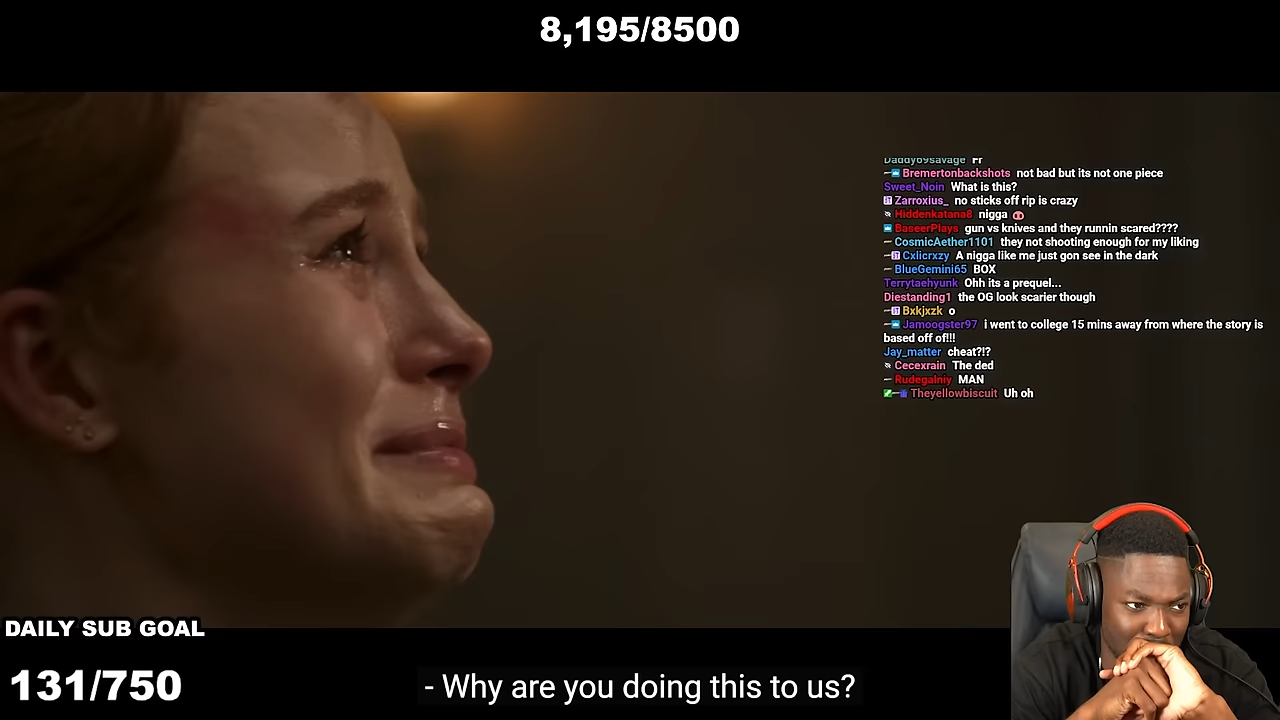 8,195/8500
Daddy69savage Fr
Bremertonbackshots not bad but its not one piece
Sweet_Noin What is this?
Zarroxius_ no sticks off rip is crazy
Hiddenkatana8 nigga
BaseerPlays gun vs knives and they runnin scared????
CosmicAether1101 they not shooting enough for my liking
Cxlicrxzy A nigga like me just gon see in the dark
BlueGemini65 BOX
Terrytaehyunk Ohh its a prequel...
Diestanding1 the OG look scarier though
Bxkjxzk o
Jamoogster97 i went to college 15 mins away from where the story is
based off of!!!
Jay_matter cheat?!?
Cecexrain The ded
Rudegalniy MAN
Theyellowbiscuit Uh oh
DAILY SUB GOAL
131/750
- Why are you doing this to us?